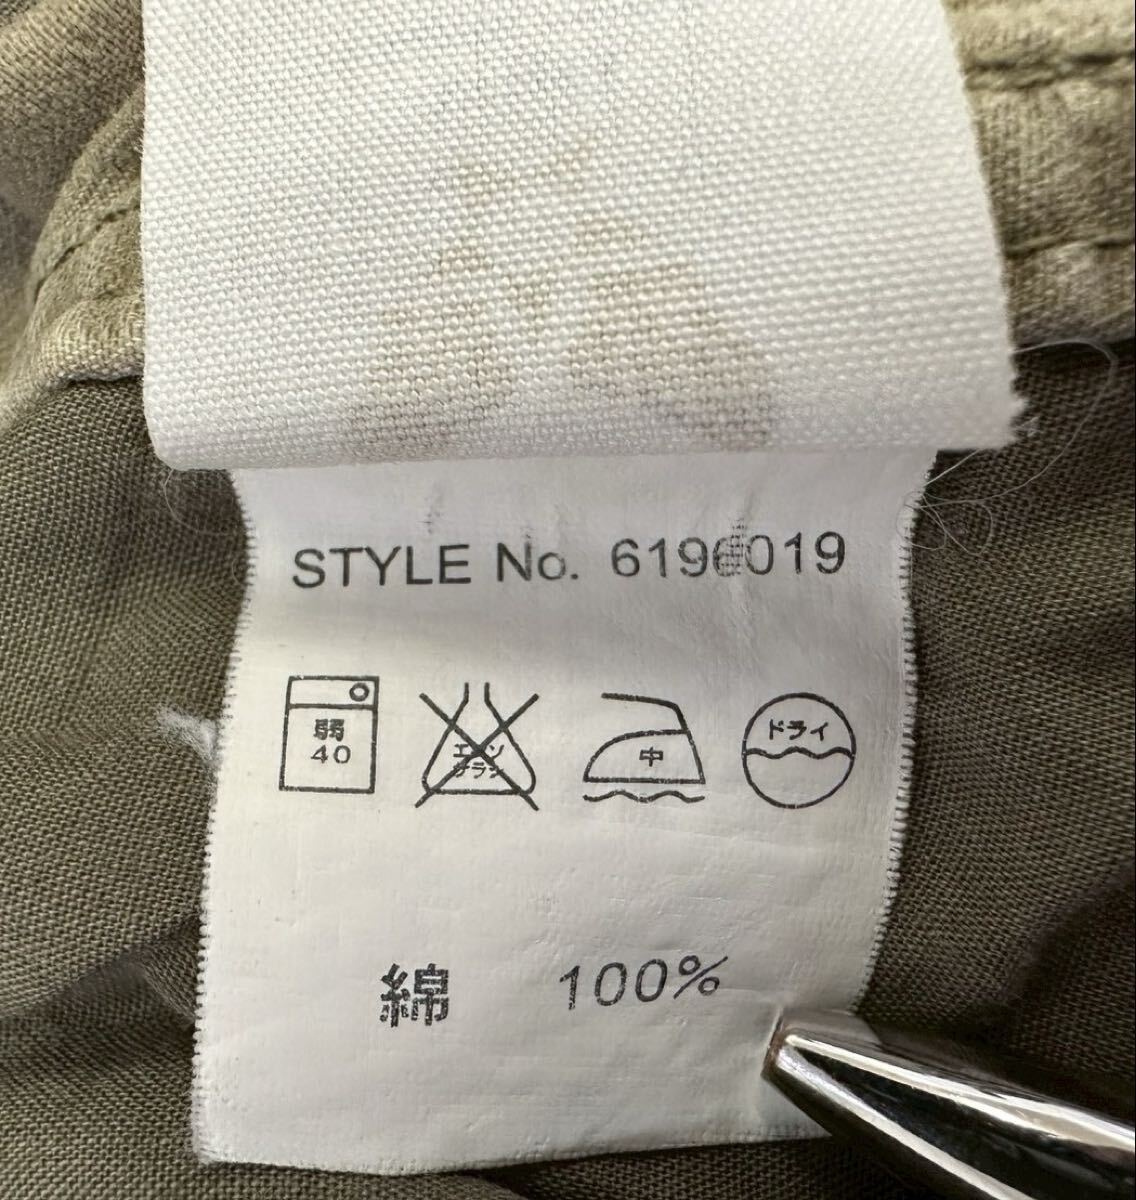 STYLE No. 6196019
弱
40
エンソ
サラシ
中
ドライ
綿 100%